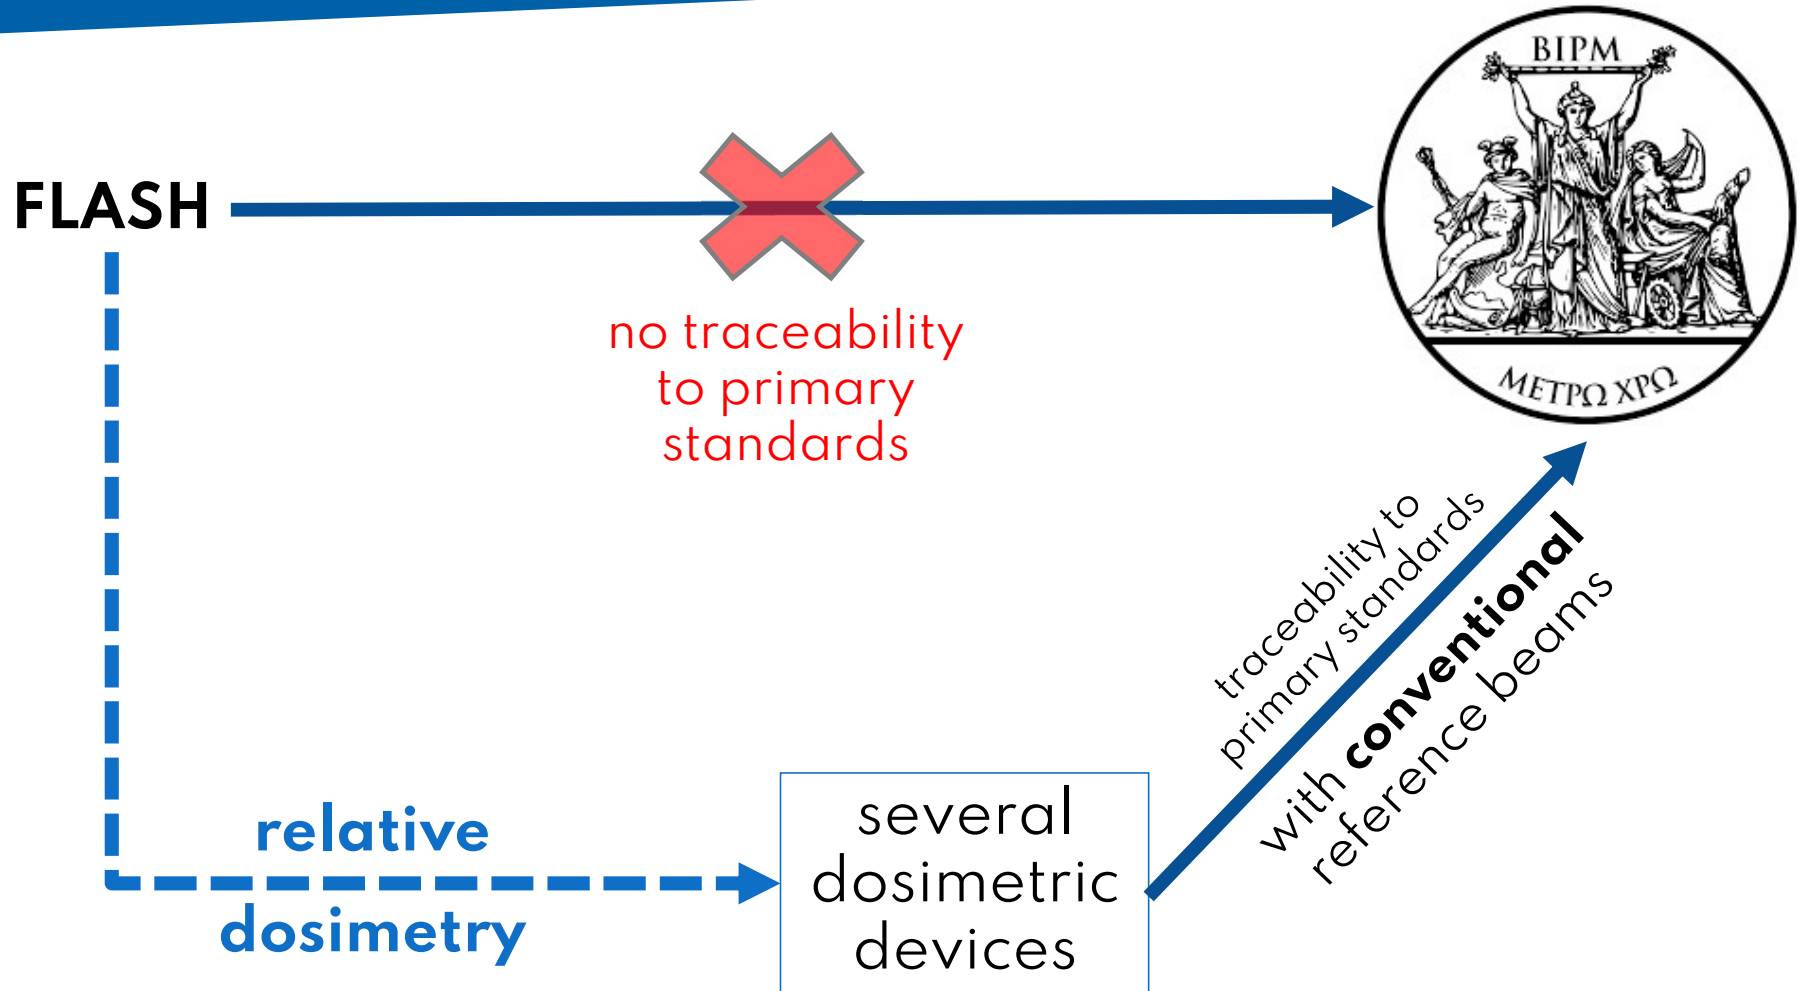 BIPM
FLASH
no traceability
to primary
standards
ΜΕΤΡΩ ΧΡΩ
traceability to
primary standards
with conventional
reference beams
relative
dosimetry
several
dosimetric
devices